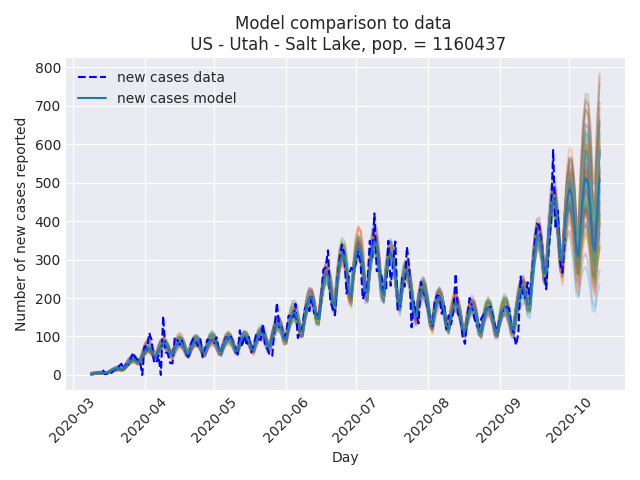 Model comparison to data
US - Utah - Salt Lake, pop. = 1160437
new cases data
new cases model
Number of new cases reported
800
700
600
500
400
300
200
100
0
2020-03
2020-04
2020-05
2020-06
2020-07
2020-08
2020-09
2020-10
Day